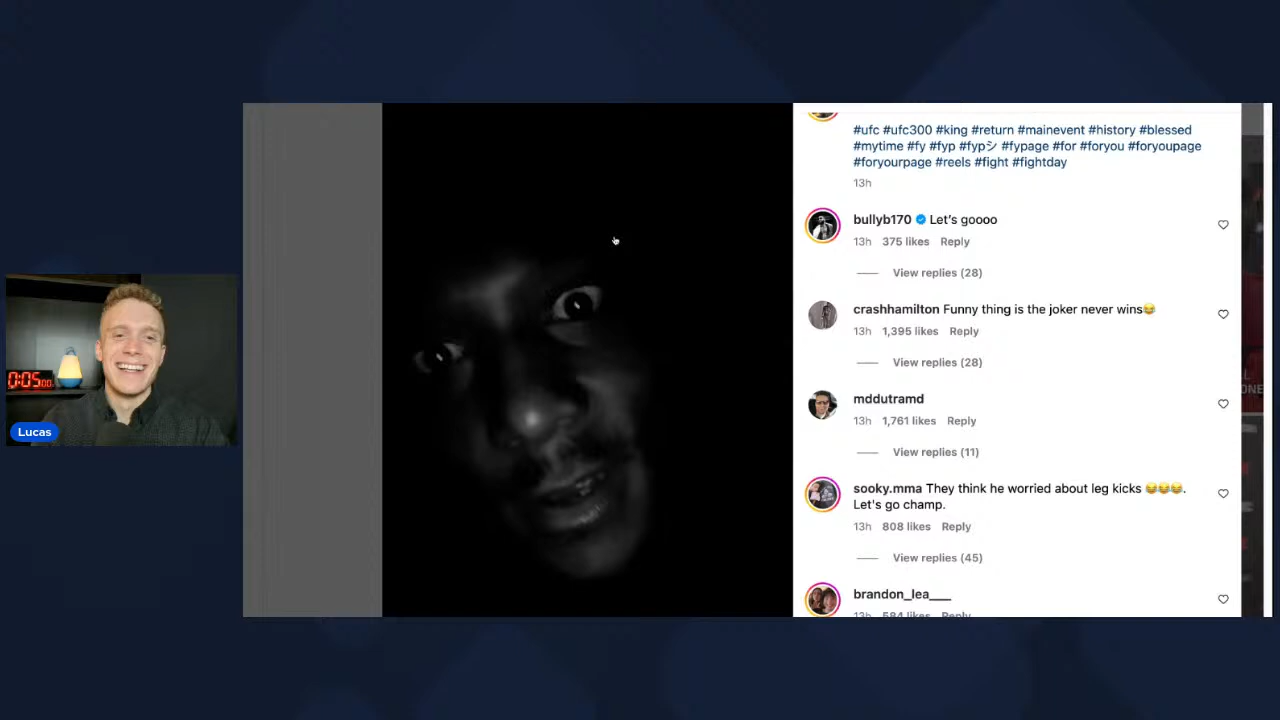 #ufc #ufc300 #king #return #mainevent #history #blessed
#mytime #fy #fyp #fypシ #fypage #for #foryou #foryoupage
#foryourpage #reels #fight #fightday
13h
bullyb170 Let's goooo
13h 375 likes Reply
View replies (28)
crashhamilton Funny thing is the joker never wins😂
13h 1,395 likes Reply
View replies (28)
mddutramd
13h 1,761 likes Reply
View replies (11)
sooky.mma They think he worried about leg kicks 😂😂😂.
Let's go champ.
13h 808 likes Reply
View replies (45)
brandon_lea___
13h 584 likes Reply
0:05 00
Lucas